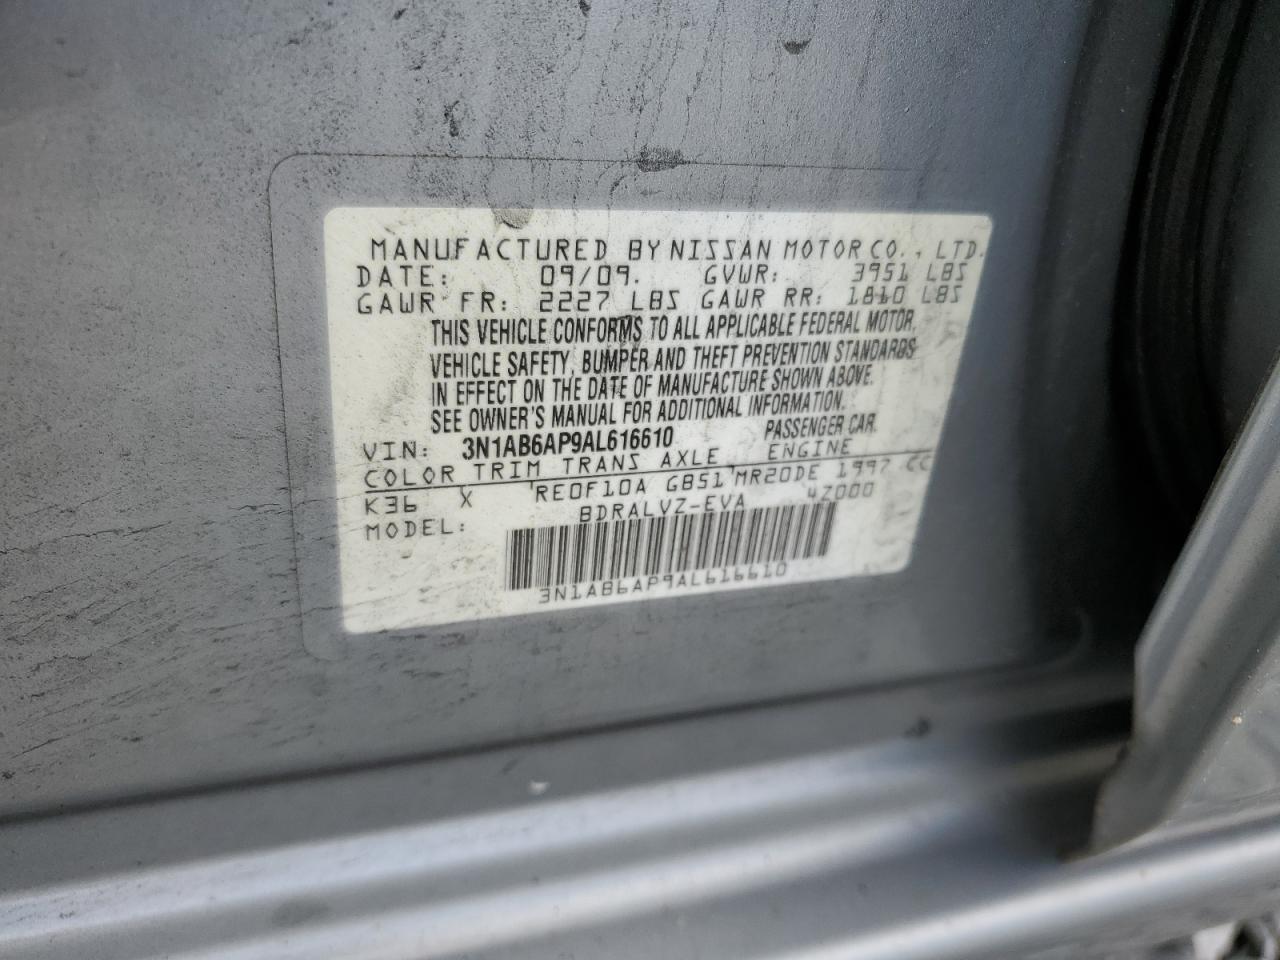 MANUFACTURED BY NISSAN MOTOR CO., LTD.
DATE: 09/09. GVWR: 3951 LBS
GAWR FR: 2227 LBS GAWR RR: 1810 LBS
THIS VEHICLE CONFORMS TO ALL APPLICABLE FEDERAL MOTOR
VEHICLE SAFETY, BUMPER AND THEFT PREVENTION STANDARDS
IN EFFECT ON THE DATE OF MANUFACTURE SHOWN ABOVE.
SEE OWNER'S MANUAL FOR ADDITIONAL INFORMATION.
VIN: 3N1AB6AP9AL616610 PASSENGER CAR
COLOR TRIM TRANS AXLE ENGINE
K36 X RE0F10A GB51 MR20DE 1997 CC
MODEL: BDRALVZ-EVA 4Z000
3N1AB6AP9AL616610